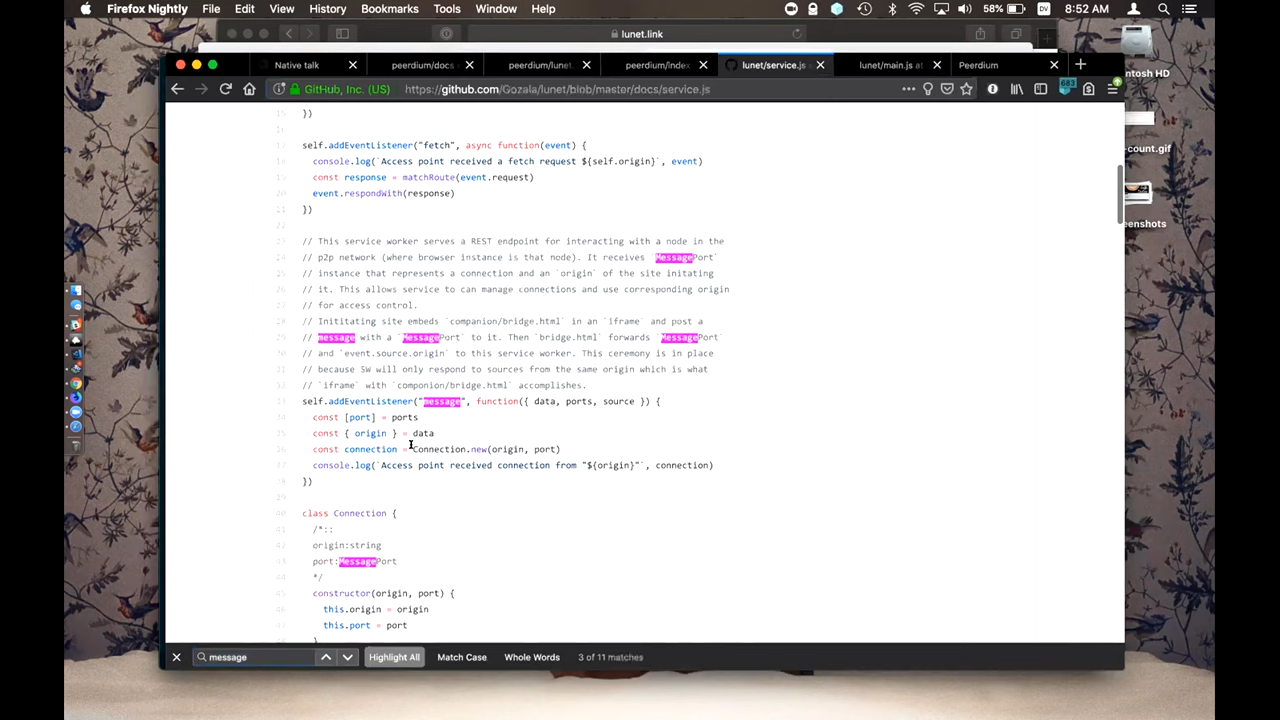 Firefox Nightly File Edit View History Bookmarks Tools Window Help 58% DV 8:52 AM
lunet.link
Native talk peerdium/docs peerdium/lunet. peerdium/index lunet/service.js lunet/main.js at Peerdium
GitHub, Inc. (US) https://github.com/Gozala/lunet/blob/master/docs/service.js 683
})
self.addEventListener("fetch", async function(event) {
console.log(`Access point received a fetch request ${self.origin}`, event)
const response = matchRoute(event.request)
event.respondWith(response)
})
// This service worker serves a REST endpoint for interacting with a node in the
// p2p network (where browser instance is that node). It receives `MessagePort`
// instance that represents a connection and an `origin` of the site initating
// it. This allows service to can manage connections and use corresponding origin
// for access control.
// Inititating site embeds `companion/bridge.html` in an `iframe` and post a
// message with a `MessagePort` to it. Then `bridge.html` forwards `MessagePort`
// and `event.source.origin` to this service worker. This ceremony is in place
// because SW will only respond to sources from the same origin which is what
// `iframe` with `componion/bridge.html` accomplishes.
self.addEventListener("message", function({ data, ports, source }) {
const [port] = ports
const { origin } = data
const connection = Connection.new(origin, port)
console.log(`Access point received connection from "${origin}"`, connection)
})
class Connection {
/*::
origin:string
port:MessagePort
*/
constructor(origin, port) {
this.origin = origin
this.port = port
}
message Highlight All Match Case Whole Words 3 of 11 matches
ntosh HD
-count.gif
eenshots